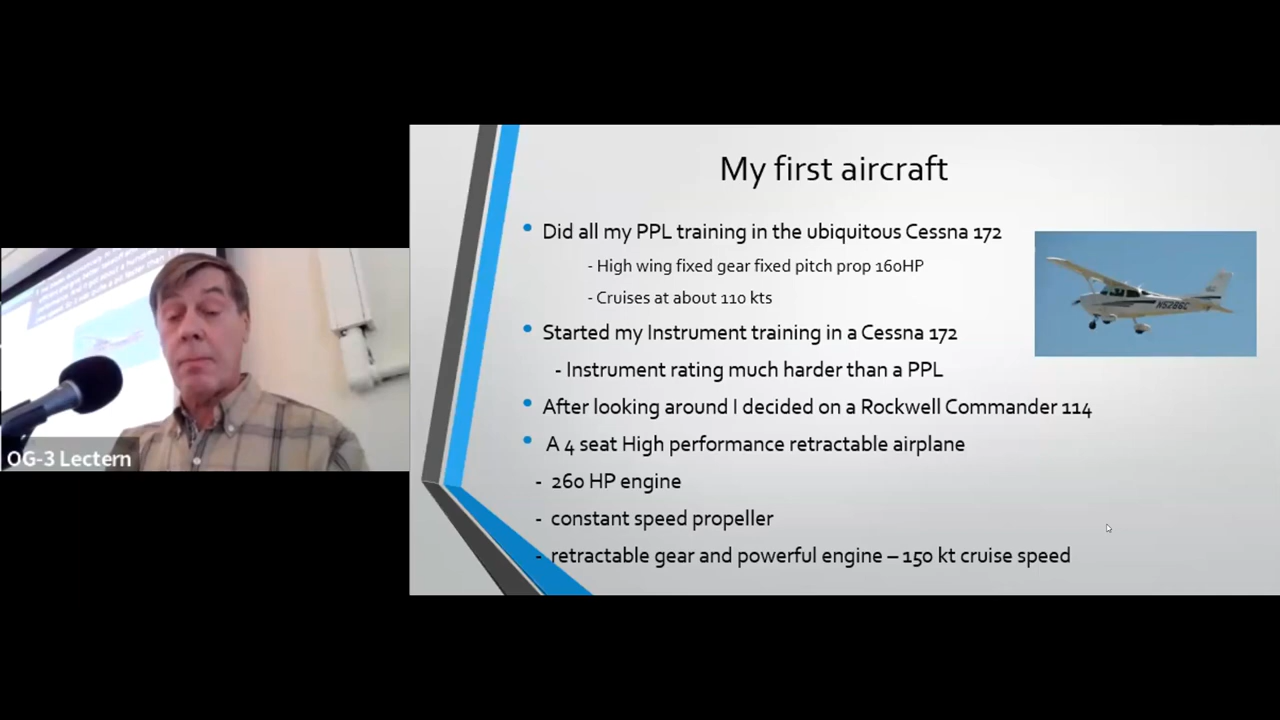 My first aircraft
• Did all my PPL training in the ubiquitous Cessna 172
- High wing fixed gear fixed pitch prop 160HP
- Cruises at about 110 kts
• Started my Instrument training in a Cessna 172
- Instrument rating much harder than a PPL
• After looking around I decided on a Rockwell Commander 114
• A 4 seat High performance retractable airplane
- 260 HP engine
- constant speed propeller
- retractable gear and powerful engine – 150 kt cruise speed
OG-3 Lectern